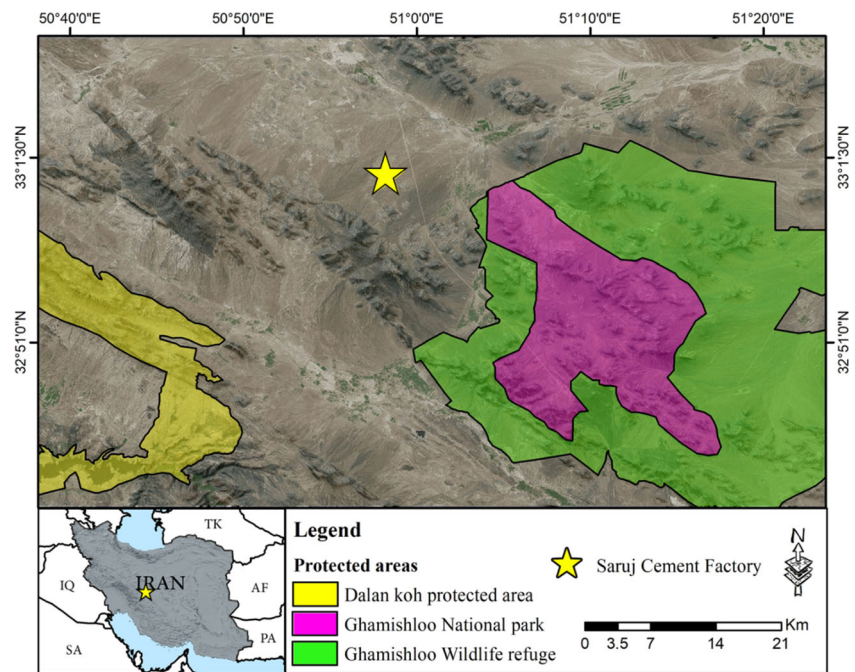 50°40'0"E 50°50'0"E 51°0'0"E 51°10'0"E 51°20'0"E
33°1'30"N 33°1'30"N
32°51'0"N 32°51'0"N
TK
IQ IRAN AF
SA PA
Legend
Protected areas
Dalan koh protected area
Ghamishloo National park
Ghamishloo Wildlife refuge
Saruj Cement Factory
N
Km
0 3.5 7 14 21